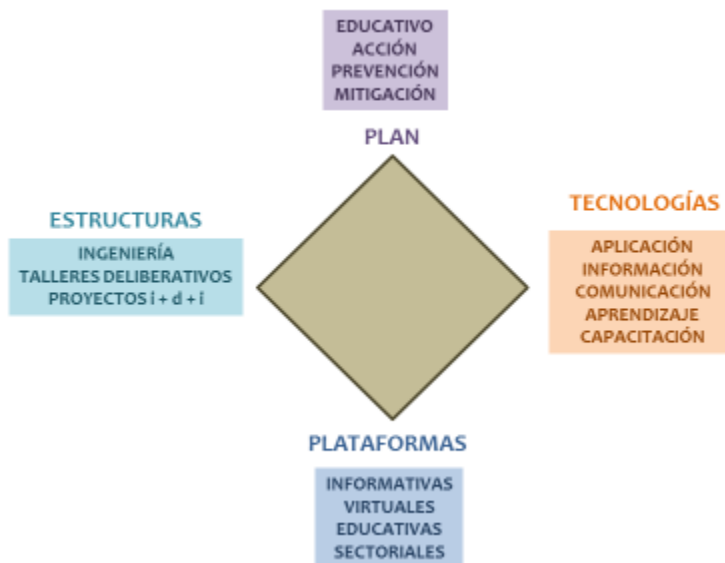 EDUCATIVO
ACCIÓN
PREVENCIÓN
MITIGACIÓN
PLAN
ESTRUCTURAS
INGENIERÍA
TALLERES DELIBERATIVOS
PROYECTOS i + d + i
TECNOLOGÍAS
APLICACIÓN
INFORMACIÓN
COMUNICACIÓN
APRENDIZAJE
CAPACITACIÓN
PLATAFORMAS
INFORMATIVAS
VIRTUALES
EDUCATIVAS
SECTORIALES